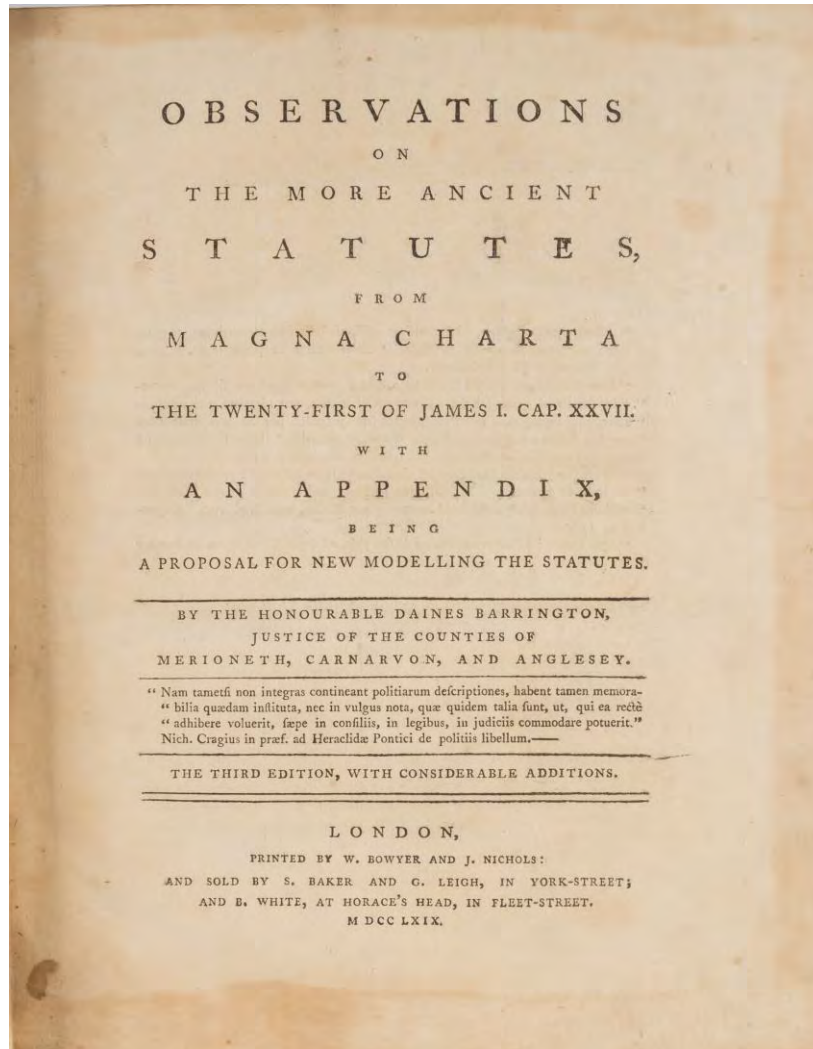 OBSERVATIONS
ON
THE MORE ANCIENT
STATUTES,
FROM
MAGNA CHARTA
TO
THE TWENTY-FIRST OF JAMES I. CAP. XXVII.
WITH
AN APPENDIX,
BEING
A PROPOSAL FOR NEW MODELLING THE STATUTES.
BY THE HONOURABLE DAINES BARRINGTON,
JUSTICE OF THE COUNTIES OF
MERIONETH, CARNARVON, AND ANGLESEY.
“ Nam tametſi non integras contineant politiarum deſcriptiones, habent tamen memora-
“ bilia quædam inſtituta, nec in vulgus nota, quæ quidem talia ſunt, ut, qui ea rectè
“ adhibere voluerit, ſæpe in conſiliis, in legibus, in judiciis commodare potuerit.”
Nich. Cragius in præf. ad Heraclidæ Pontici de politiis libellum.——
THE THIRD EDITION, WITH CONSIDERABLE ADDITIONS.
LONDON,
PRINTED BY W. BOWYER AND J. NICHOLS:
AND SOLD BY S. BAKER AND G. LEIGH, IN YORK-STREET;
AND B. WHITE, AT HORACE'S HEAD, IN FLEET-STREET.
M DCC LXIX.